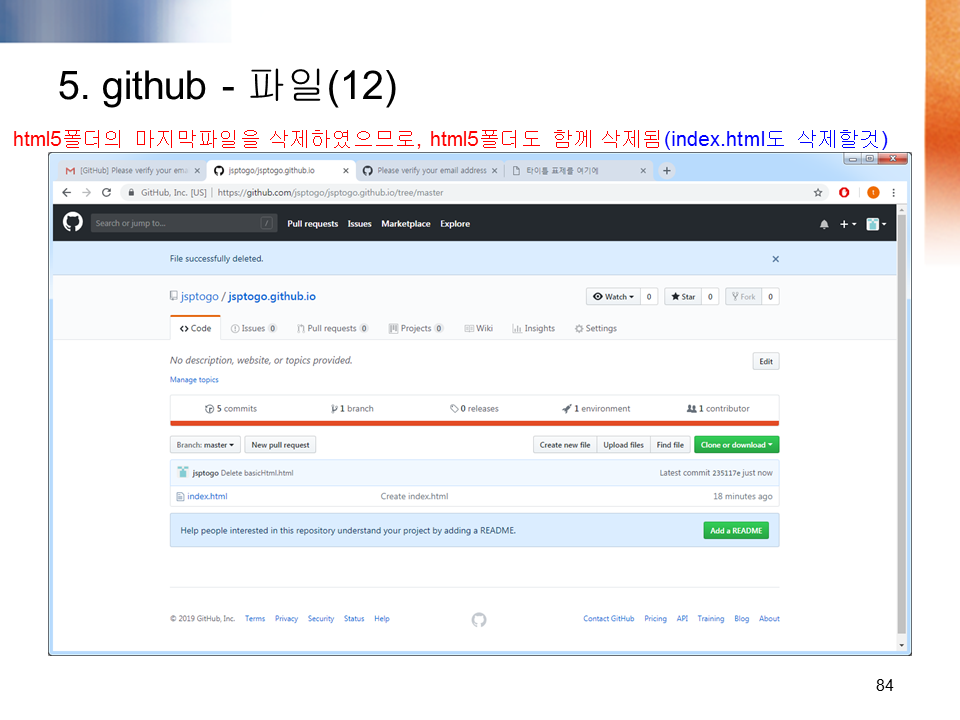 5. github - 파일(12)
html5폴더의 마지막파일을 삭제하였으므로, html5폴더도 함께 삭제됨(index.html도 삭제할것)
[GitHub] Please verify your ema × jsptogo/jsptogo.github.io × Please verify your email address × 타이틀 표제를 여기에 × +
GitHub, Inc. [US] | https://github.com/jsptogo/jsptogo.github.io/tree/master
Search or jump to... / Pull requests Issues Marketplace Explore
File successfully deleted. ×
jsptogo / jsptogo.github.io Watch 0 Star 0 Fork 0
Code Issues 0 Pull requests 0 Projects 0 Wiki Insights Settings
No description, website, or topics provided. Edit
Manage topics
5 commits 1 branch 0 releases 1 environment 1 contributor
Branch: master New pull request Create new file Upload files Find file Clone or download
jsptogo Delete basicHtml.html Latest commit 235117e just now
index.html Create index.html 18 minutes ago
Help people interested in this repository understand your project by adding a README. Add a README
© 2019 GitHub, Inc. Terms Privacy Security Status Help Contact GitHub Pricing API Training Blog About
84